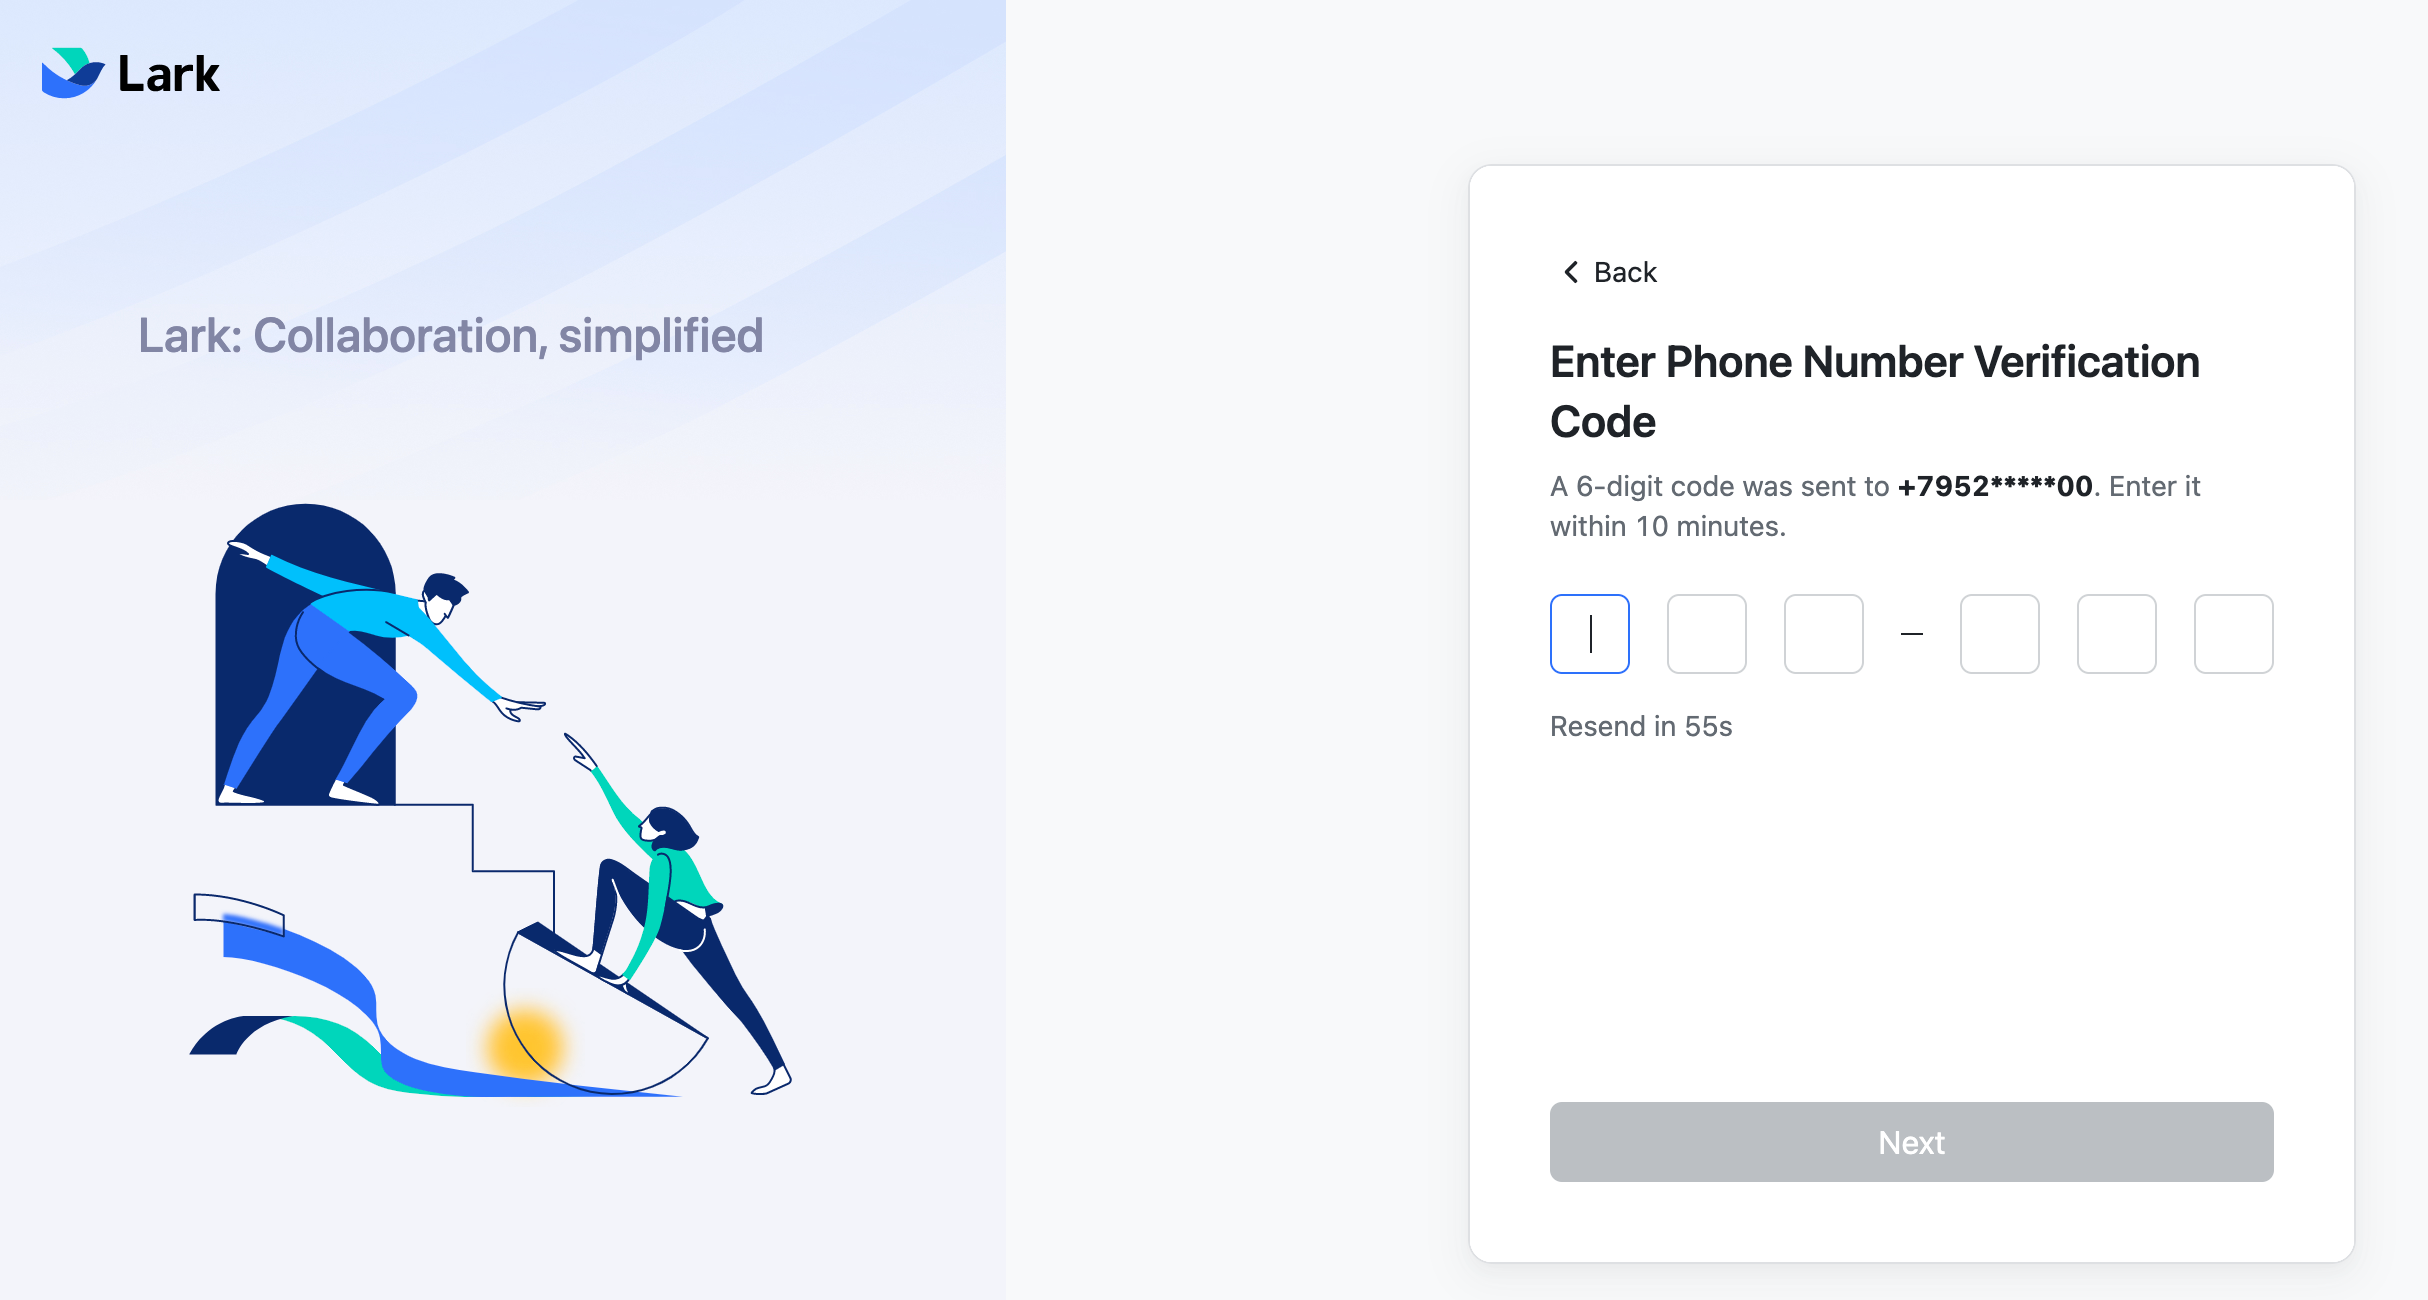 Lark
Lark: Collaboration, simplified
Back
Enter Phone Number Verification
Code
A 6-digit code was sent to +7952*****00. Enter it
within 10 minutes.
—
Resend in 55s
Next